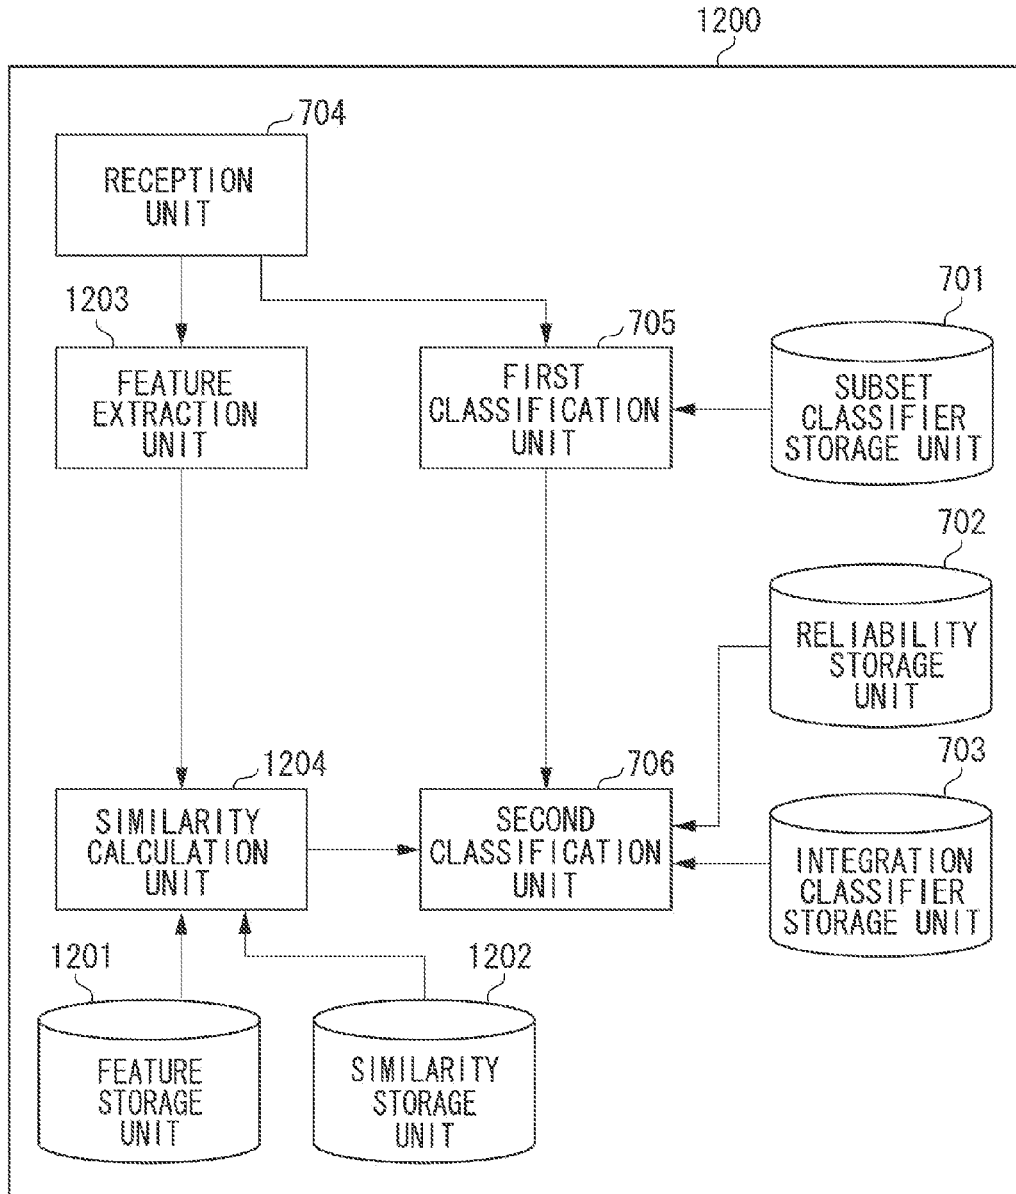 1200
704
RECEPTION
UNIT
1203
FEATURE
EXTRACTION
UNIT
705
FIRST
CLASSIFICATION
UNIT
701
SUBSET
CLASSIFIER
STORAGE UNIT
702
RELIABILITY
STORAGE
UNIT
1204
SIMILARITY
CALCULATION
UNIT
706
SECOND
CLASSIFICATION
UNIT
703
INTEGRATION
CLASSIFIER
STORAGE UNIT
1201
FEATURE
STORAGE
UNIT
1202
SIMILARITY
STORAGE
UNIT